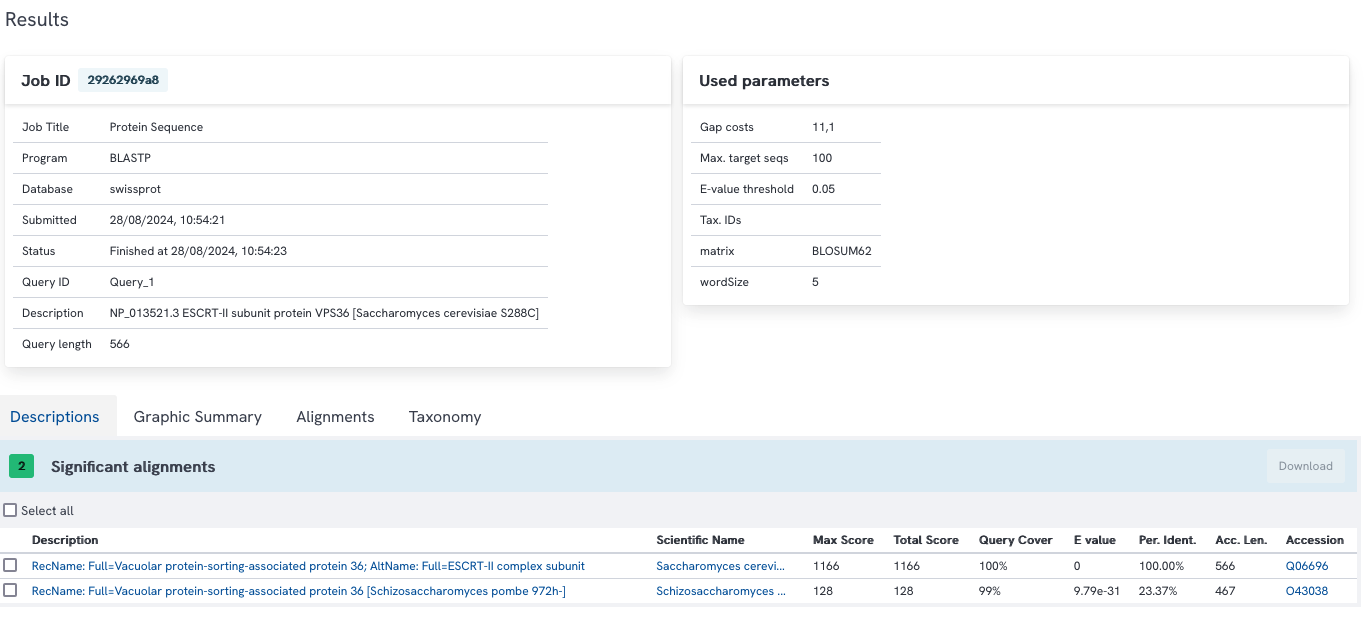 Results
Job ID 29262969a8
Job Title Protein Sequence
Program BLASTP
Database swissprot
Submitted 28/08/2024, 10:54:21
Status Finished at 28/08/2024, 10:54:23
Query ID Query_1
Description NP_013521.3 ESCRT-II subunit protein VPS36 [Saccharomyces cerevisiae S288C]
Query length 566
Used parameters
Gap costs 11,1
Max. target seqs 100
E-value threshold 0.05
Tax. IDs
matrix BLOSUM62
wordSize 5
Descriptions Graphic Summary Alignments Taxonomy
2 Significant alignments Download
Select all
Description Scientific Name Max Score Total Score Query Cover E value Per. Ident. Acc. Len. Accession
RecName: Full=Vacuolar protein-sorting-associated protein 36; AltName: Full=ESCRT-II complex subunit Saccharomyces cerevi... 1166 1166 100% 0 100.00% 566 Q06696
RecName: Full=Vacuolar protein-sorting-associated protein 36 [Schizosaccharomyces pombe 972h-] Schizosaccharomyces ... 128 128 99% 9.79e-31 23.37% 467 O43038